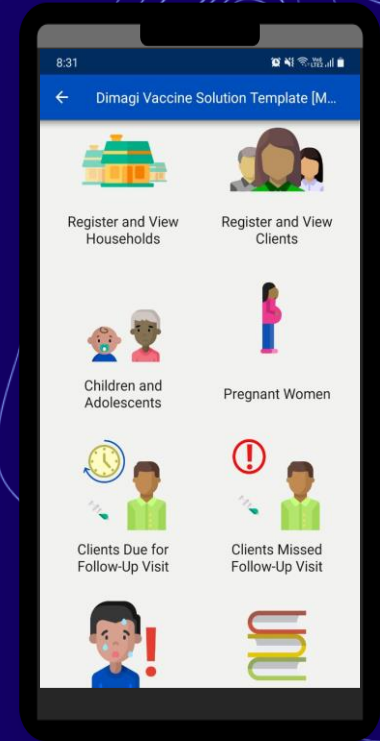 8:31
Dimagi Vaccine Solution Template [M...
Register and View
Households
Register and View
Clients
Children and
Adolescents
Pregnant Women
Clients Due for
Follow-Up Visit
Clients Missed
Follow-Up Visit